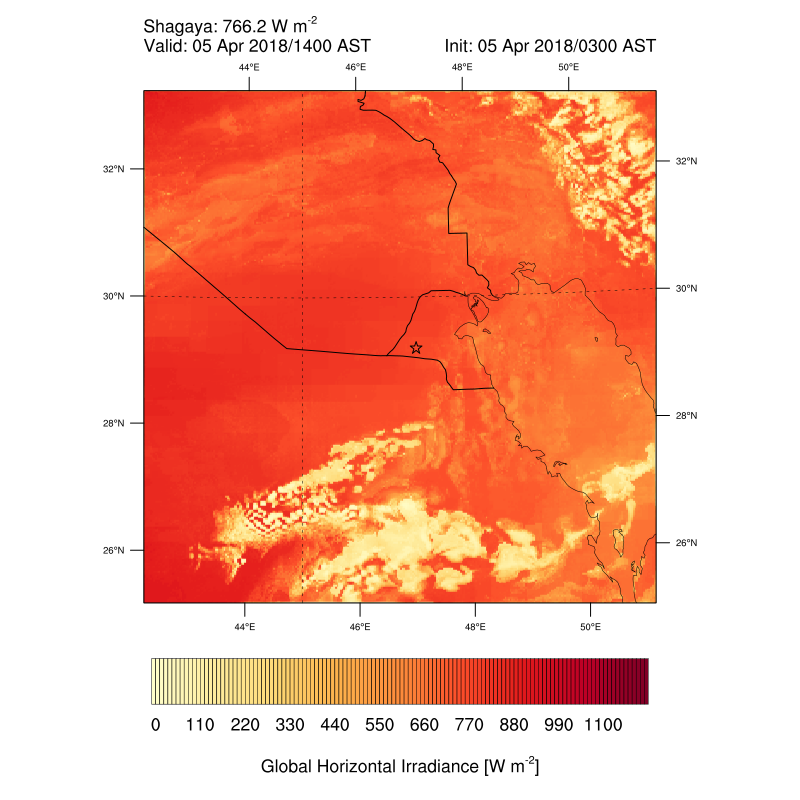 Shagaya: 766.2 W m-2
Valid: 05 Apr 2018/1400 AST Init: 05 Apr 2018/0300 AST
44°E 46°E 48°E 50°E
32°N 32°N
30°N 30°N
28°N 28°N
26°N 26°N
44°E 46°E 48°E 50°E
0 110 220 330 440 550 660 770 880 990 1100
Global Horizontal Irradiance [W m-2]